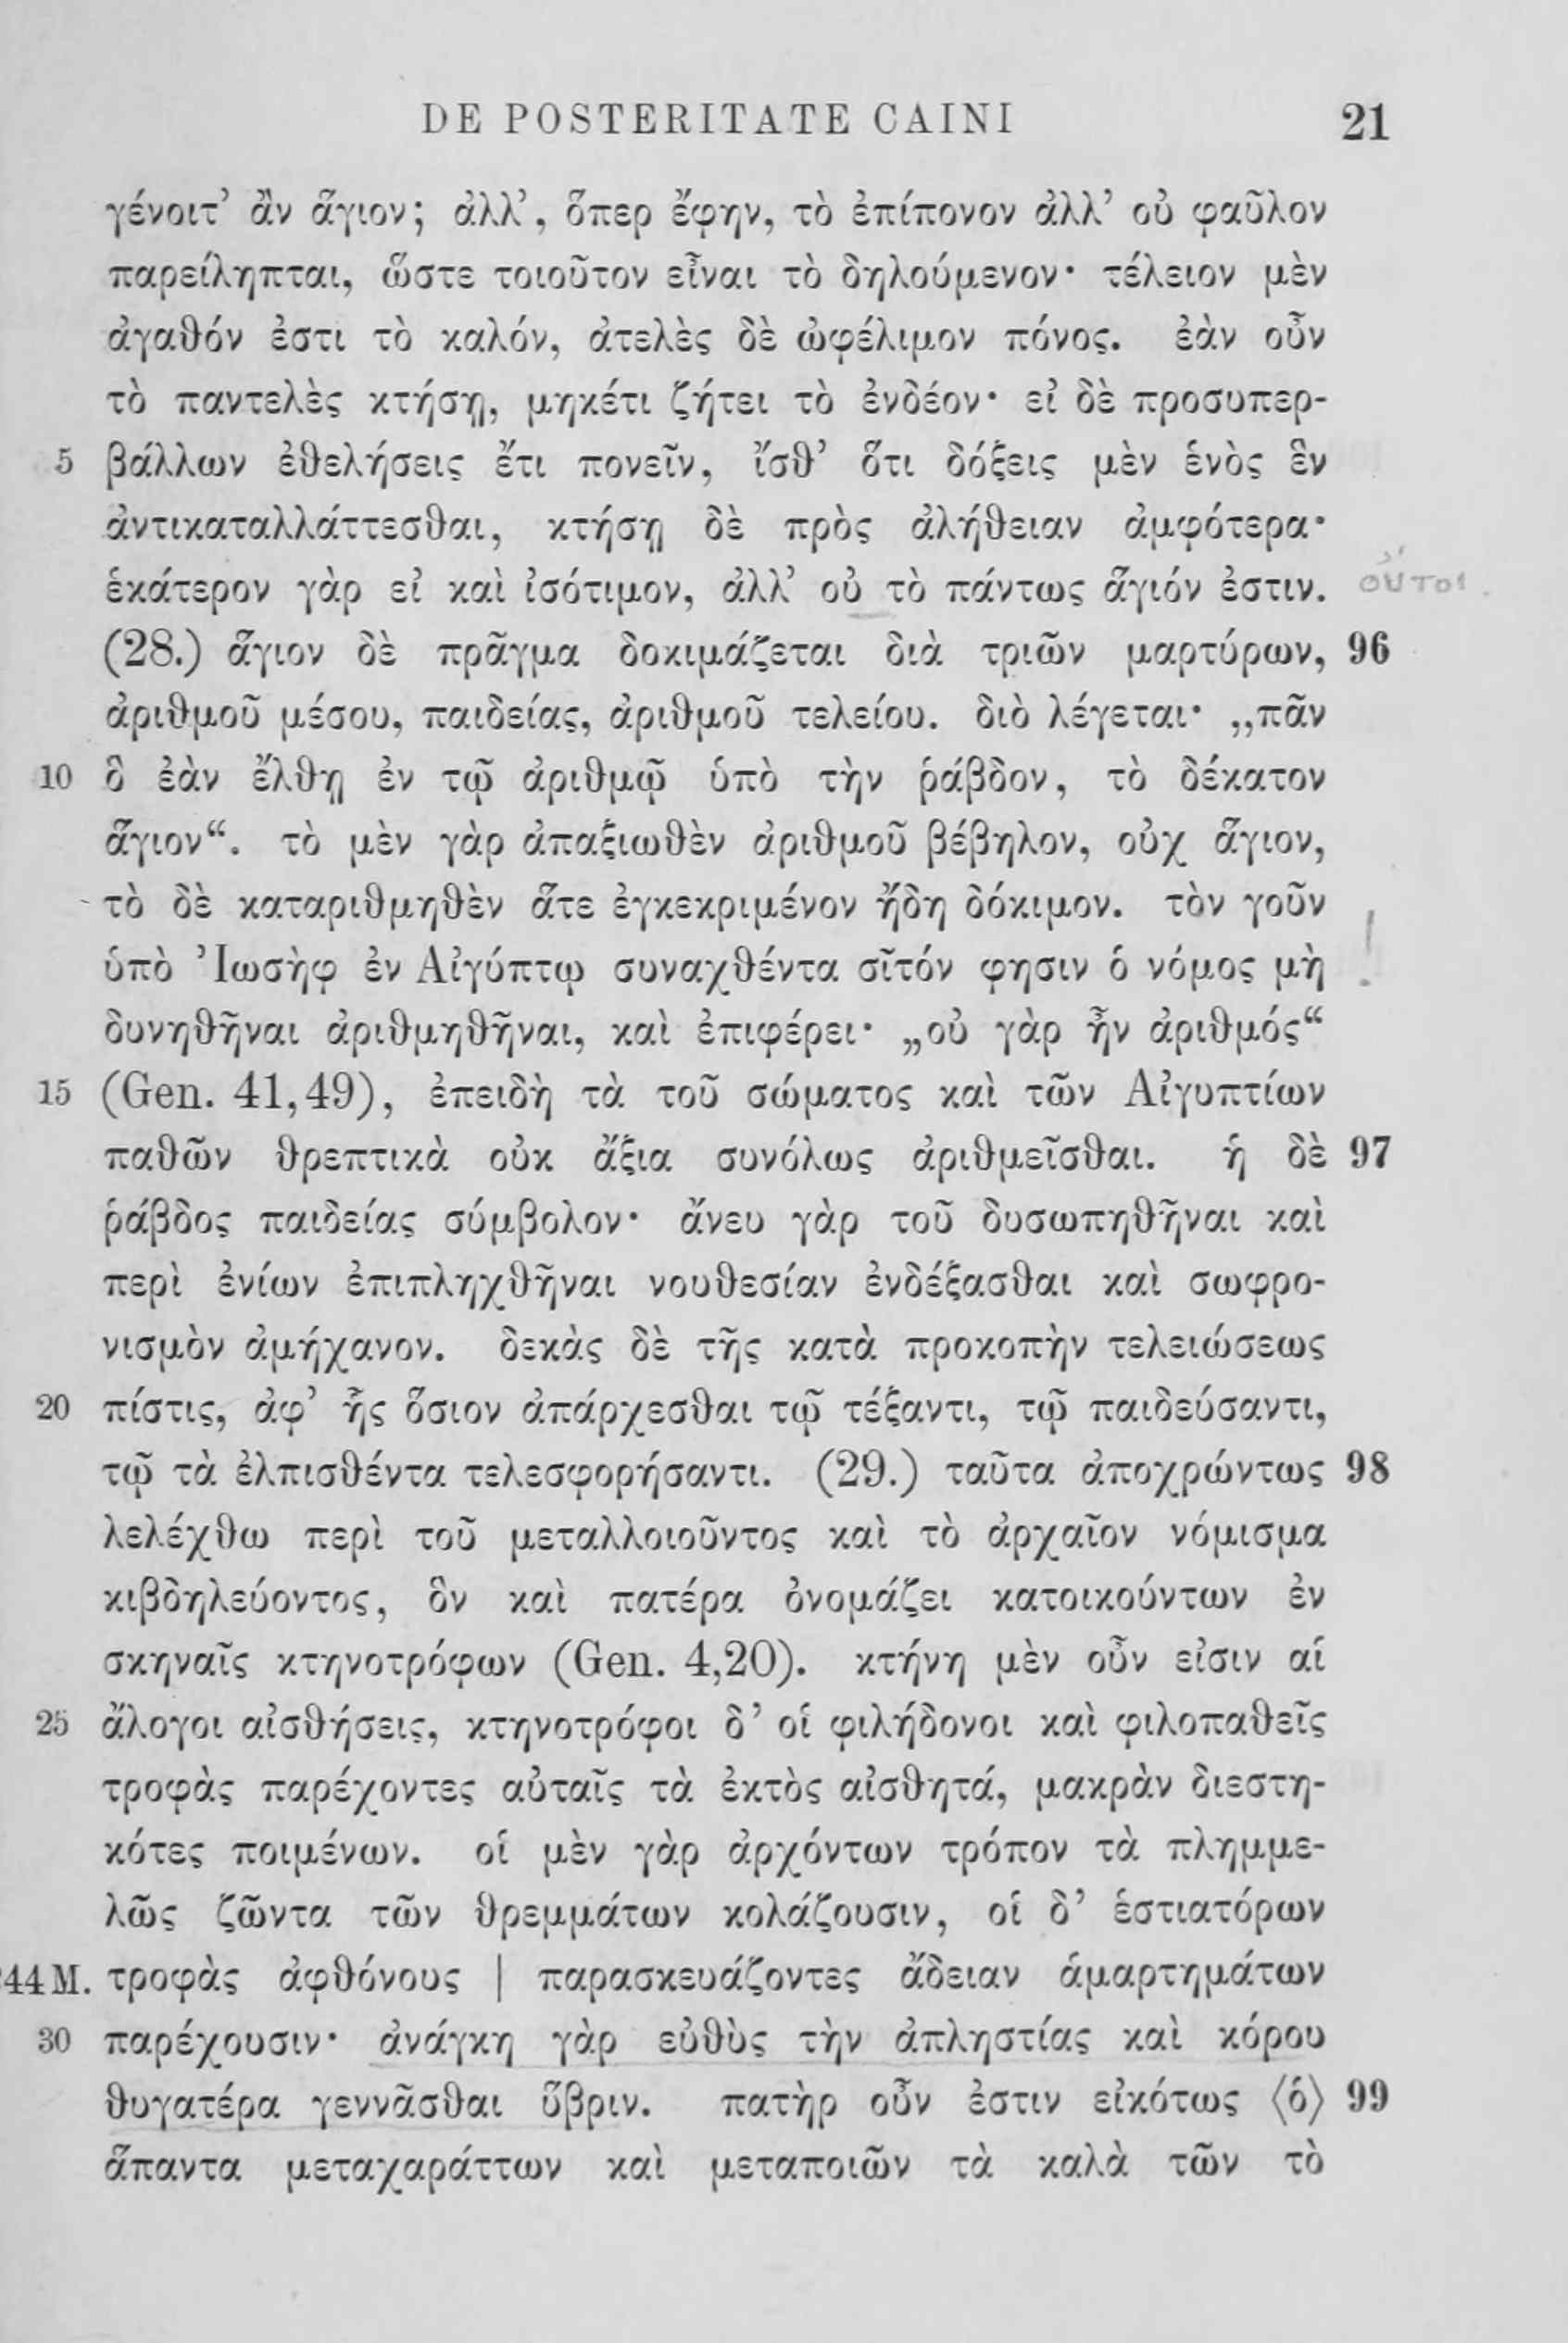 DE POSTERITATE CAINI 21
γένοιτ’ ἂν ἅγιον; ἀλλ’, ὅπερ ἔφην, τὸ ἐπίπονον ἀλλ’ οὐ φαῦλον
παρείληπται, ὥστε τοιοῦτον εἶναι τὸ δηλούμενον· τέλειον μὲν
ἀγαθόν ἐστι τὸ καλόν, ἀτελὲς δὲ ὠφέλιμον πόνος. ἐὰν οὖν
τὸ παντελὲς κτήσῃ, μηκέτι ζήτει τὸ ἐνδέον· εἰ δὲ προσυπερ-
5 βάλλων ἐθελήσεις ἔτι πονεῖν, ἴσθ’ ὅτι δόξεις μὲν ἑνὸς ἓν
ἀντικαταλλάττεσθαι, κτήσῃ δὲ πρὸς ἀλήθειαν ἀμφότερα·
ἑκάτερον γὰρ εἰ καὶ ἰσότιμον, ἀλλ’ οὐ τὸ πάντως ἅγιόν ἐστιν. οὔτοι
(28.) ἅγιον δὲ πρᾶγμα δοκιμάζεται διὰ τριῶν μαρτύρων, 96
ἀριθμοῦ μέσου, παιδείας, ἀριθμοῦ τελείου. διὸ λέγεται· „πᾶν
10 ὃ ἐὰν ἔλθῃ ἐν τῷ ἀριθμῷ ὑπὸ τὴν ῥάβδον, τὸ δέκατον
ἅγιον“. τὸ μὲν γὰρ ἀπαξιωθὲν ἀριθμοῦ βέβηλον, οὐχ ἅγιον,
τὸ δὲ καταριθμηθὲν ἅτε ἐγκεκριμένον ἤδη δόκιμον. τὸν γοῦν
ὑπὸ Ἰωσὴφ ἐν Αἰγύπτῳ συναχθέντα σῖτόν φησιν ὁ νόμος μὴ !
δυνηθῆναι ἀριθμηθῆναι, καὶ ἐπιφέρει· „οὐ γὰρ ἦν ἀριθμός“
15 (Gen. 41,49), ἐπειδὴ τὰ τοῦ σώματος καὶ τῶν Αἰγυπτίων
παθῶν θρεπτικὰ οὐκ ἄξια συνόλως ἀριθμεῖσθαι. ἡ δὲ 97
ῥάβδος παιδείας σύμβολον· ἄνευ γὰρ τοῦ δυσωπηθῆναι καὶ
περὶ ἐνίων ἐπιπληχθῆναι νουθεσίαν ἐνδέξασθαι καὶ σωφρο-
νισμὸν ἀμήχανον. δεκὰς δὲ τῆς κατὰ προκοπὴν τελειώσεως
20 πίστις, ἀφ’ ἧς ὅσιον ἀπάρχεσθαι τῷ τέξαντι, τῷ παιδεύσαντι,
τῷ τὰ ἐλπισθέντα τελεσφορήσαντι. (29.) ταῦτα ἀποχρώντως 98
λελέχθω περὶ τοῦ μεταλλοιοῦντος καὶ τὸ ἀρχαῖον νόμισμα
κιβδηλεύοντος, ὃν καὶ πατέρα ὀνομάζει κατοικούντων ἐν
σκηναῖς κτηνοτρόφων (Gen. 4,20). κτήνη μὲν οὖν εἰσιν αἱ
25 ἄλογοι αἰσθήσεις, κτηνοτρόφοι δ’ οἱ φιλήδονοι καὶ φιλοπαθεῖς
τροφὰς παρέχοντες αὐταῖς τὰ ἐκτὸς αἰσθητά, μακρὰν διεστη-
κότες ποιμένων. οἱ μὲν γὰρ ἀρχόντων τρόπον τὰ πλημμε-
λῶς ζῶντα τῶν θρεμμάτων κολάζουσιν, οἱ δ’ ἑστιατόρων
44 M. τροφὰς ἀφθόνους | παρασκευάζοντες ἄδειαν ἁμαρτημάτων
30 παρέχουσιν· ἀνάγκη γὰρ εὐθὺς τὴν ἀπληστίας καὶ κόρου
θυγατέρα γεννᾶσθαι ὕβριν. πατὴρ οὖν ἐστιν εἰκότως ⟨ὁ⟩ 99
ἅπαντα μεταχαράττων καὶ μεταποιῶν τὰ καλὰ τῶν τὸ